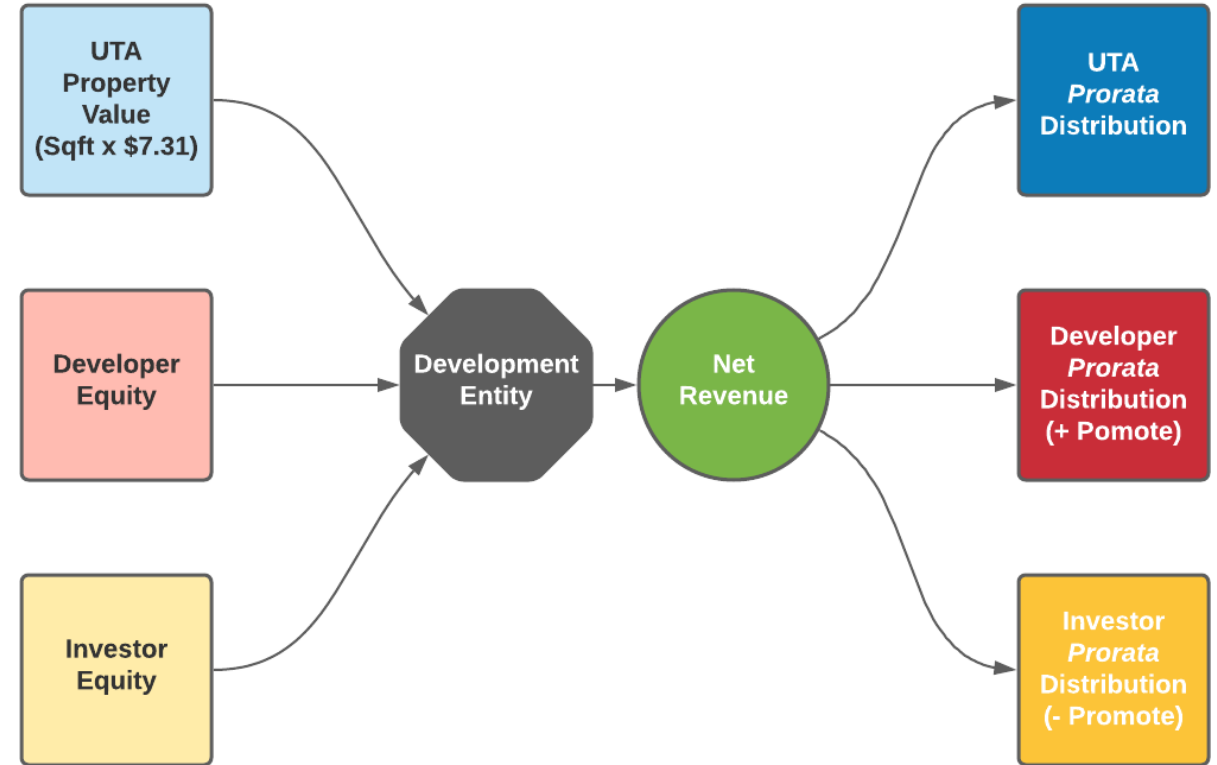 UTA
Property
Value
(Sqft x $7.31)
Developer
Equity
Investor
Equity
Development
Entity
Net
Revenue
UTA
Prorata
Distribution
Developer
Prorata
Distribution
(+ Pomote)
Investor
Prorata
Distribution
(- Promote)